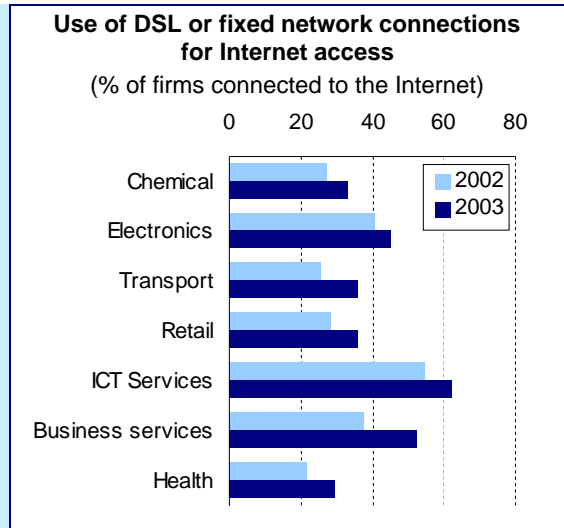 Use of DSL or fixed network connections
for Internet access
(% of firms connected to the Internet)
0 20 40 60 80
2002
2003
Chemical
Electronics
Transport
Retail
ICT Services
Business services
Health